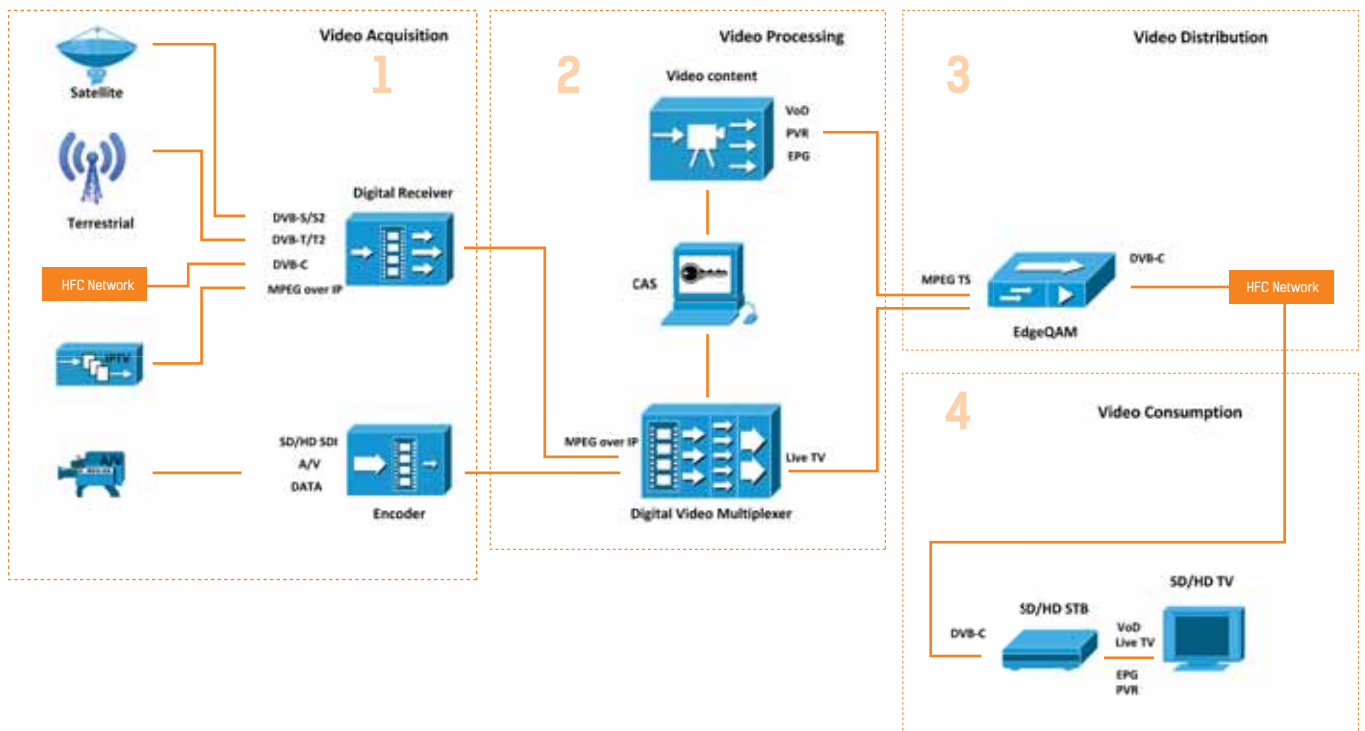 Video Acquisition
1
Satellite
Terrestrial
HFC Network
IPTV
A/V
Digital Receiver
DVB-S/S2
DVB-T/T2
DVB-C
MPEG over IP
SD/HD SDI
A/V
DATA
Encoder
Video Processing
2
Video content
VoD
PVR
EPG
CAS
MPEG over IP
Live TV
Digital Video Multiplexer
Video Distribution
3
MPEG TS
DVB-C
EdgeQAM
HFC Network
4
Video Consumption
SD/HD TV
SD/HD STB
DVB-C
VoD
Live TV
EPG
PVR